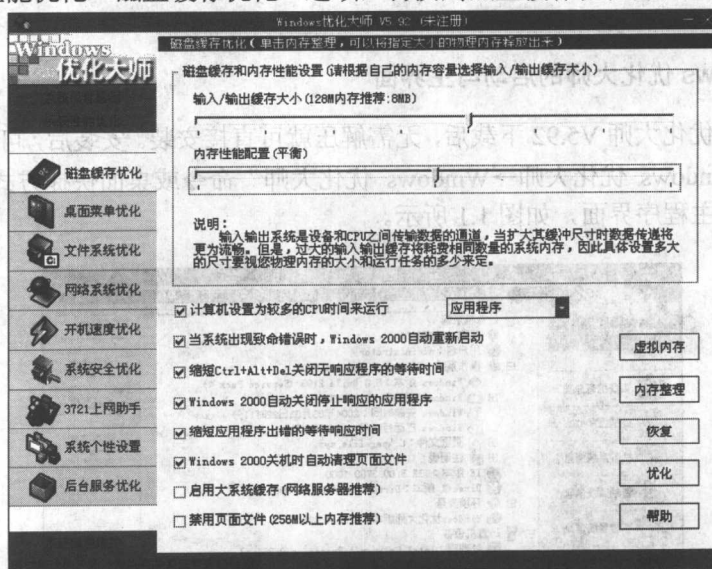 Windows优化大师 V5.92 (未注册)
Windows
优化大师
磁盘缓存优化(单击内存整理,可以将指定大小的物理内存释放出来)
磁盘缓存和内存性能设置(请根据自己的内存容量选择输入/输出缓存大小)
输入/输出缓存大小(128M内存推荐:8MB)
内存性能配置(平衡)
说明:
输入输出系统是设备和CPU之间传输数据的通道,当扩大其缓冲尺寸时数据传递将
更为流畅。但是,过大的输入输出缓存将耗费相同数量的系统内存,因此具体设置多大
的尺寸要视您物理内存的大小和运行任务的多少来定。
磁盘缓存优化
桌面菜单优化
文件系统优化
网络系统优化
开机速度优化
系统安全优化
3721上网助手
系统个性设置
后台服务优化
计算机设置为较多的CPU时间来运行 应用程序
当系统出现致命错误时,Windows 2000自动重新启动
缩短Ctrl+Alt+Del关闭无响应程序的等待时间
Windows 2000自动关闭停止响应的应用程序
缩短应用程序出错的等待响应时间
Windows 2000关机时自动清理页面文件
启用大系统缓存(网络服务器推荐)
禁用页面文件(256M以上内存推荐)
虚拟内存
内存整理
恢复
优化
帮助